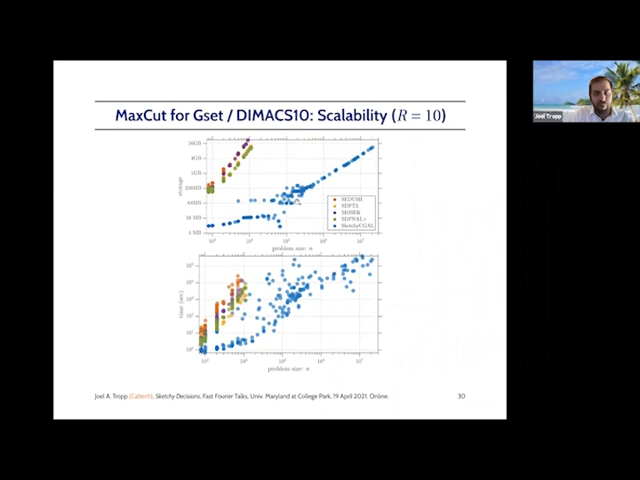 MaxCut for Gset / DIMACS10: Scalability (R = 10)
16GB
4GB
1GB
256MB
64MB
16 MB
4 MB
storage
SEDUMI
SDPT3
MOSEK
SDPNAL+
SketchyCGAL
problem size: n
time (sec)
problem size: n
Joel A. Tropp (Caltech), Sketchy Decisions, Fast Fourier Talks, Univ. Maryland at College Park, 19 April 2021. Online.
30
Joel Tropp